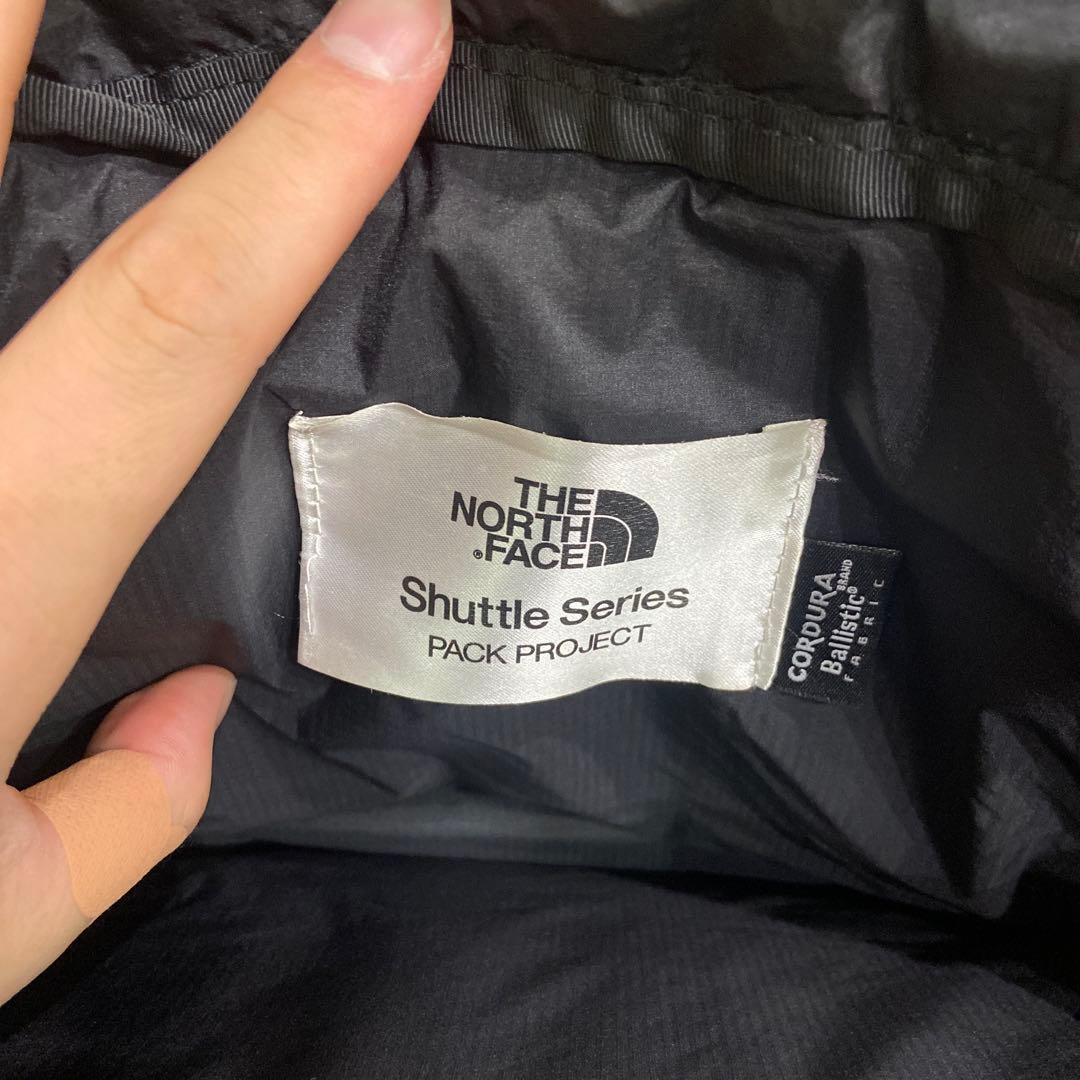 THE
NORTH
®FACE
Shuttle Series
PACK PROJECT
CORDURA
BRAND
Ballistic®
FABRIC